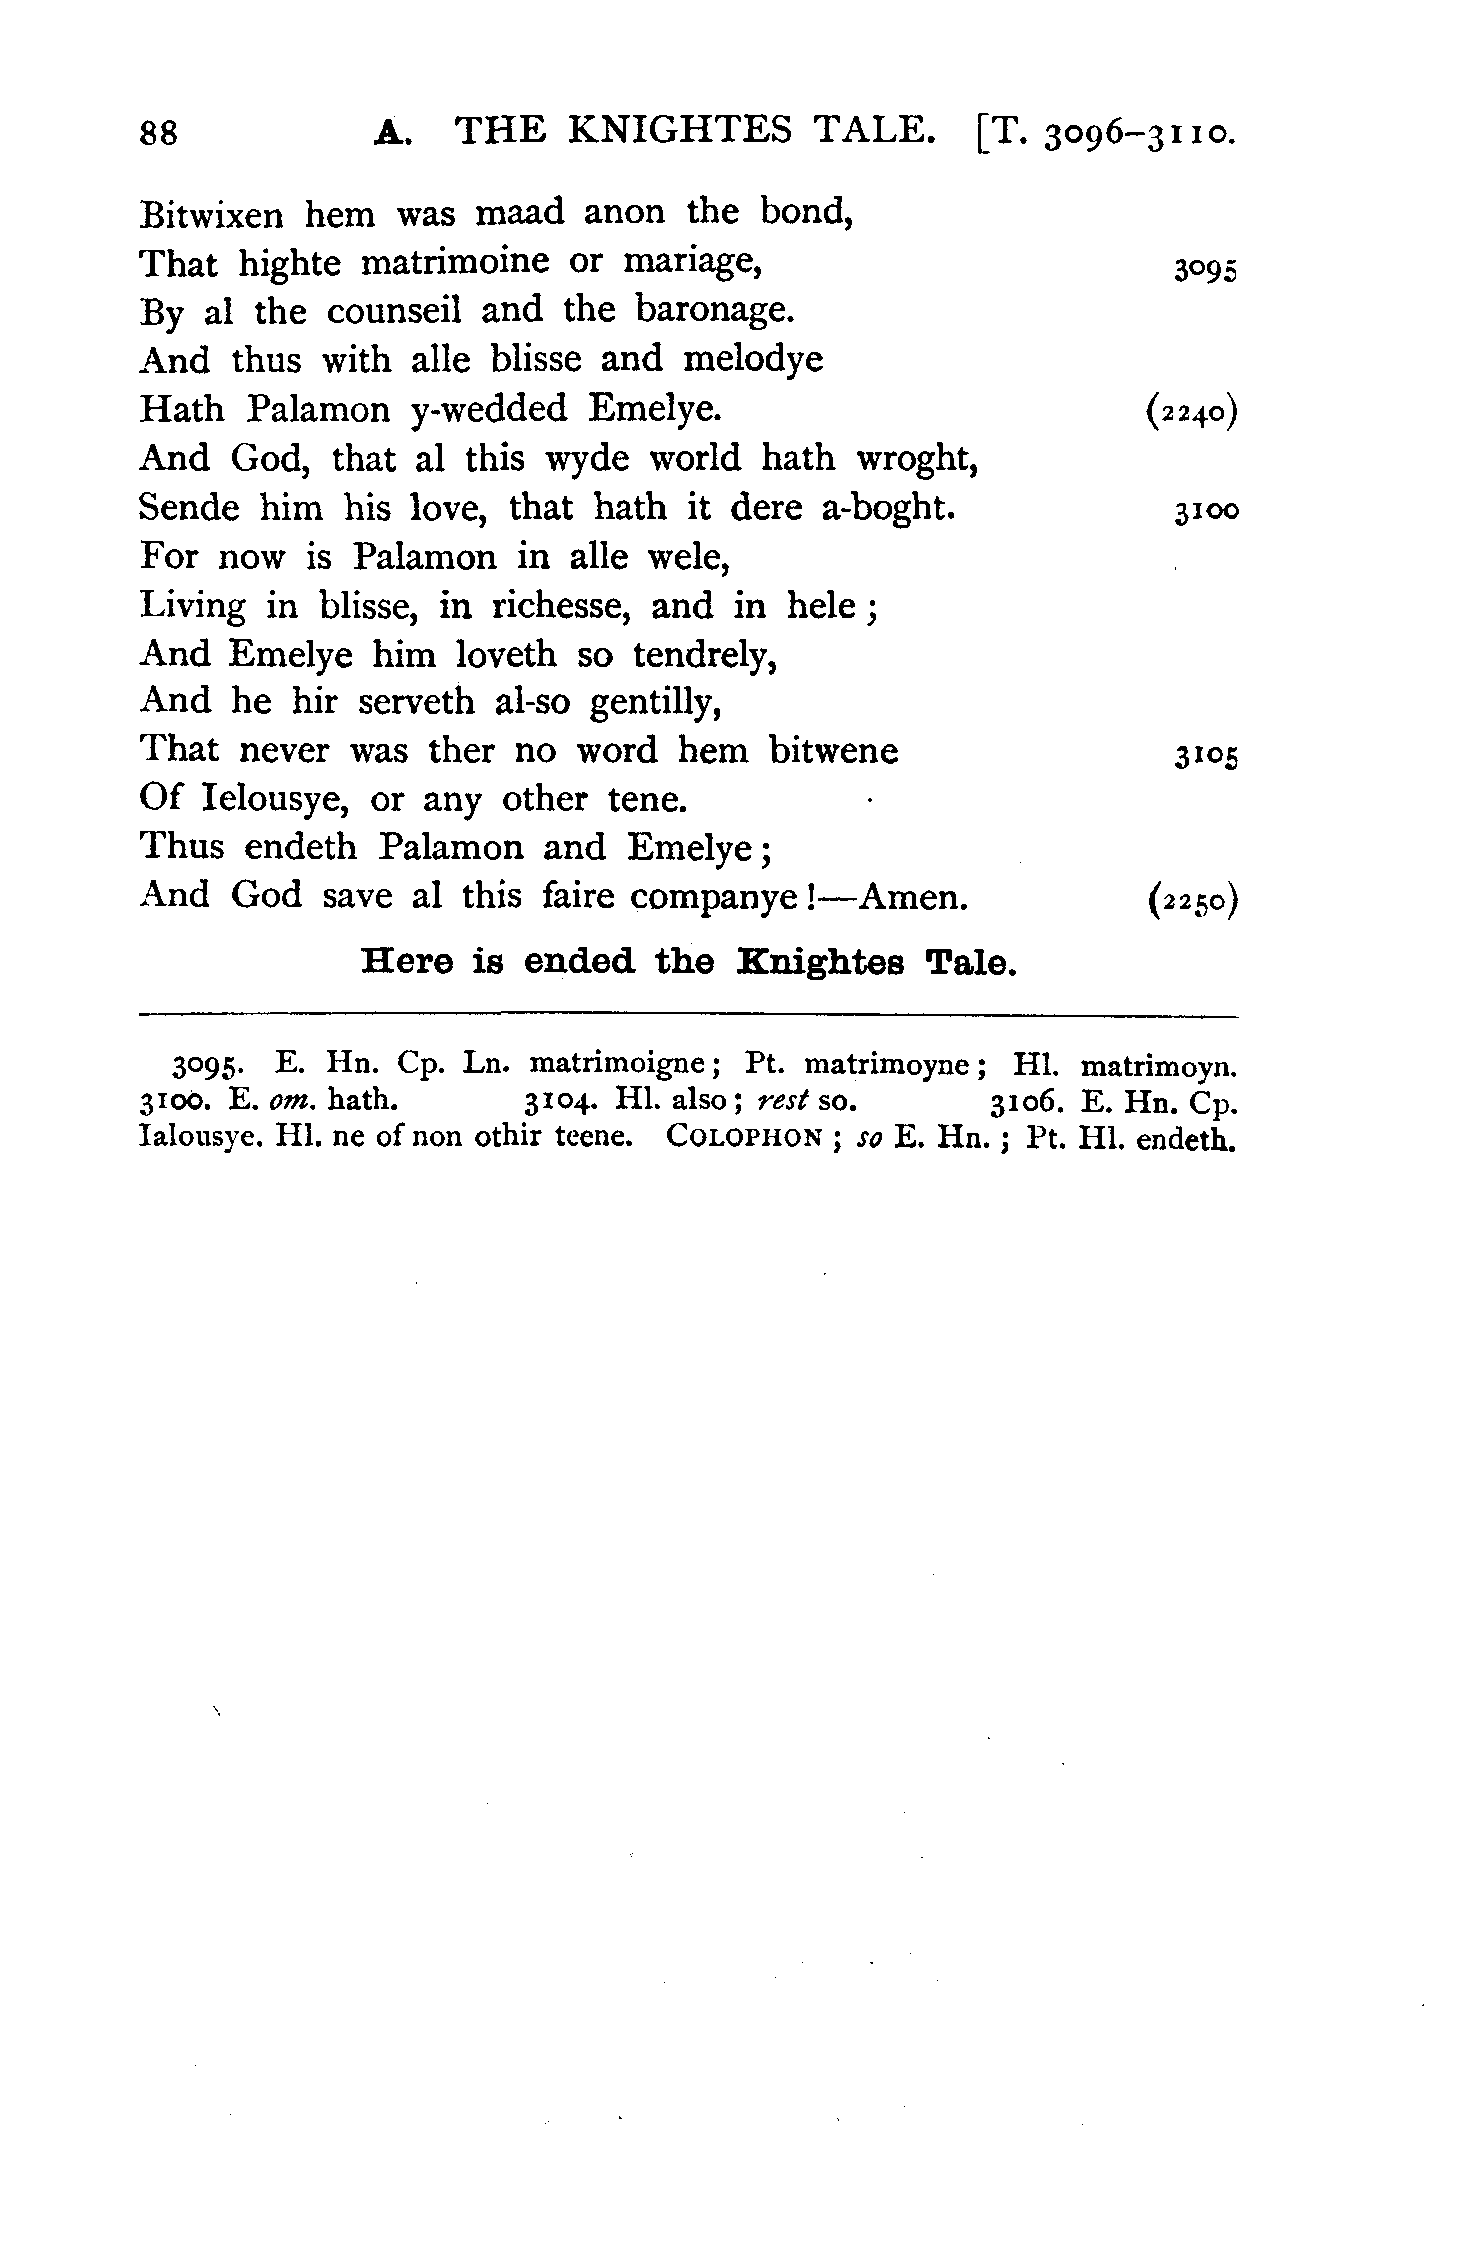 88 A. THE KNIGHTES TALE. [T. 3096–3110.
Bitwixen hem was maad anon the bond,
That highte matrimoine or mariage, 3095
By al the counseil and the baronage.
And thus with alle blisse and melodye
Hath Palamon y-wedded Emelye. (2240)
And God, that al this wyde world hath wroght,
Sende him his love, that hath it dere a-boght. 3100
For now is Palamon in alle wele,
Living in blisse, in richesse, and in hele ;
And Emelye him loveth so tendrely,
And he hir serveth al-so gentilly,
That never was ther no word hem bitwene 3105
Of Ielousye, or any other tene.
Thus endeth Palamon and Emelye ;
And God save al this faire companye !—Amen. (2250)
Here is ended the Knightes Tale.
3095. E. Hn. Cp. Ln. matrimoigne ; Pt. matrimoyne ; Hl. matrimoyn.
3100. E. om. hath. 3104. Hl. also ; rest so. 3106. E. Hn. Cp.
Ialousye. Hl. ne of non othir teene. COLOPHON ; so E. Hn. ; Pt. Hl. endeth.